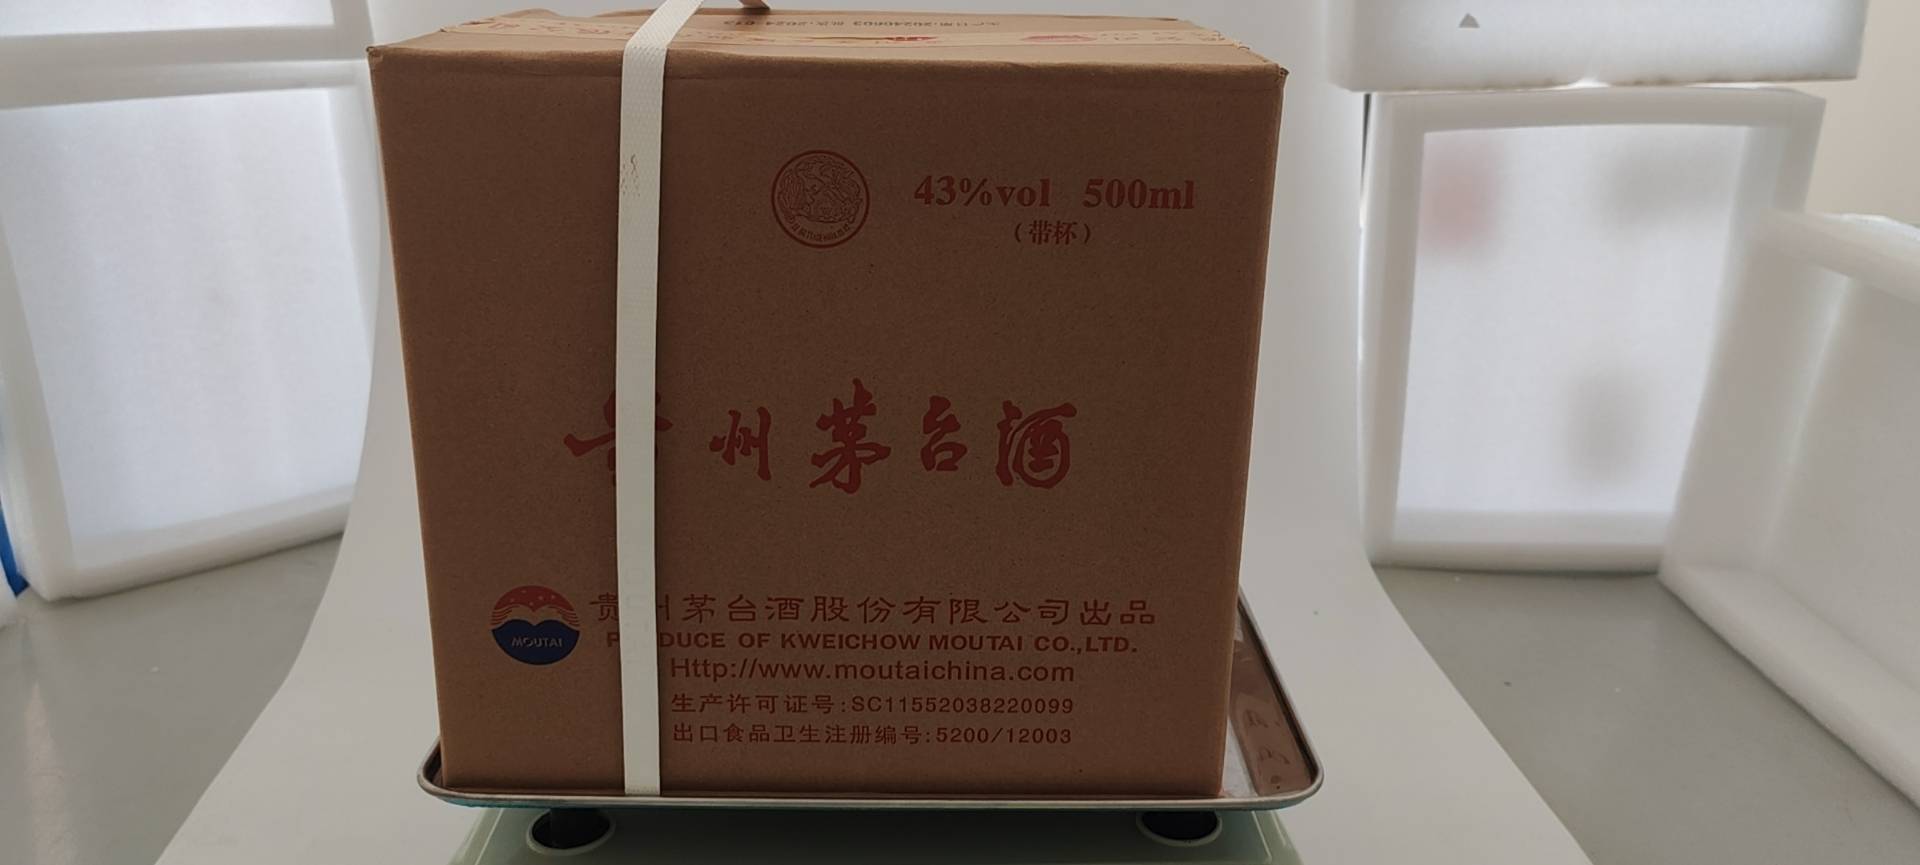 43%vol 500ml
（带杯）
州茅台酒
MOUTAI
贵州茅台酒股份有限公司出品
DUCE OF KWEICHOW MOUTAI CO.,LTD.
Http://www.moutaichina.com
生产许可证号:SC11552038220099
出口食品卫生注册编号:5200/12003